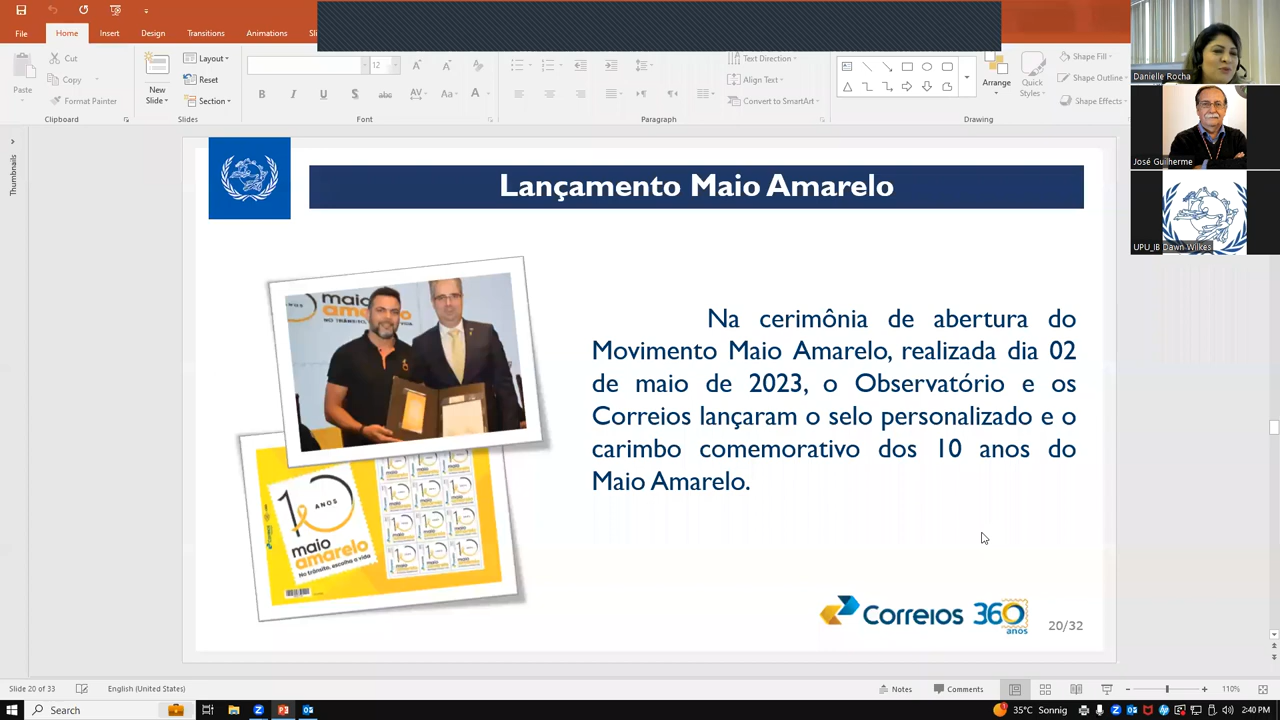 File Home Insert Design Transitions Animations
Cut
Copy
Format Painter
Paste
Clipboard
New
Slide
Layout
Reset
Section
Slides
12
Font
Text Direction
Align Text
Convert to SmartArt
Paragraph
Arrange
Quick
Styles
Shape Fill
Shape Outline
Shape Effects
Drawing
Danielle Rocha
José Guilherme
UPU_IB Dawn Wilkes
Thumbnails
Lançamento Maio Amarelo
maio
amarelo
Na cerimônia de abertura do
Movimento Maio Amarelo, realizada dia 02
de maio de 2023, o Observatório e os
Correios lançaram o selo personalizado e o
carimbo comemorativo dos 10 anos do
Maio Amarelo.
10 ANOS
maio
amarelo
No trânsito, escolha a vida
Correios 360
anos
20/32
Slide 20 of 33 English (United States) Notes Comments 110%
Search 35°C Sonnig 2:40 PM